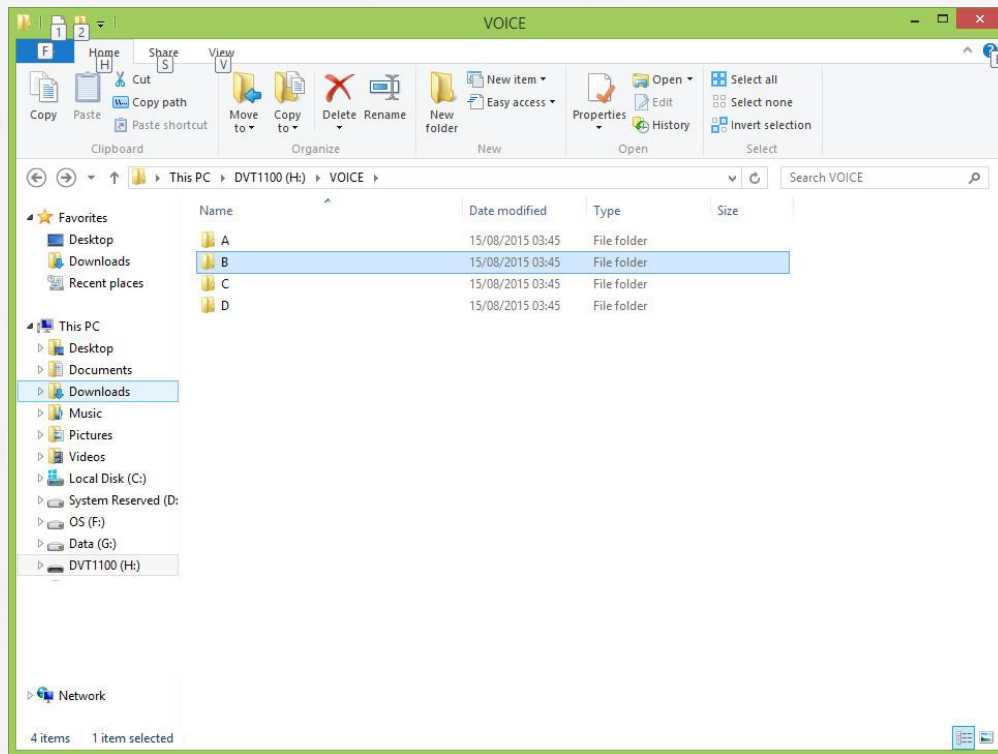 1 2 VOICE
F Home Share View
H S V
Copy Paste Cut Copy path Paste shortcut
Move to Copy to Delete Rename
New folder New item Easy access
Properties Open Edit History
Select all Select none Invert selection
Clipboard Organize New Open Select
This PC DVT1100 (H:) VOICE Search VOICE
Name Date modified Type Size
A 15/08/2015 03:45 File folder
B 15/08/2015 03:45 File folder
C 15/08/2015 03:45 File folder
D 15/08/2015 03:45 File folder
Favorites
Desktop
Downloads
Recent places
This PC
Desktop
Documents
Downloads
Music
Pictures
Videos
Local Disk (C:)
System Reserved (D:
OS (F:)
Data (G:)
DVT1100 (H:)
Network
4 items 1 item selected